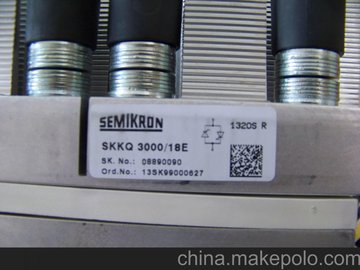 SEMIKRON
1320S R
SKKQ 3000/18E
SK. No.: 08890090
Ord.No.: 13SK99000627
china.makepolo.com